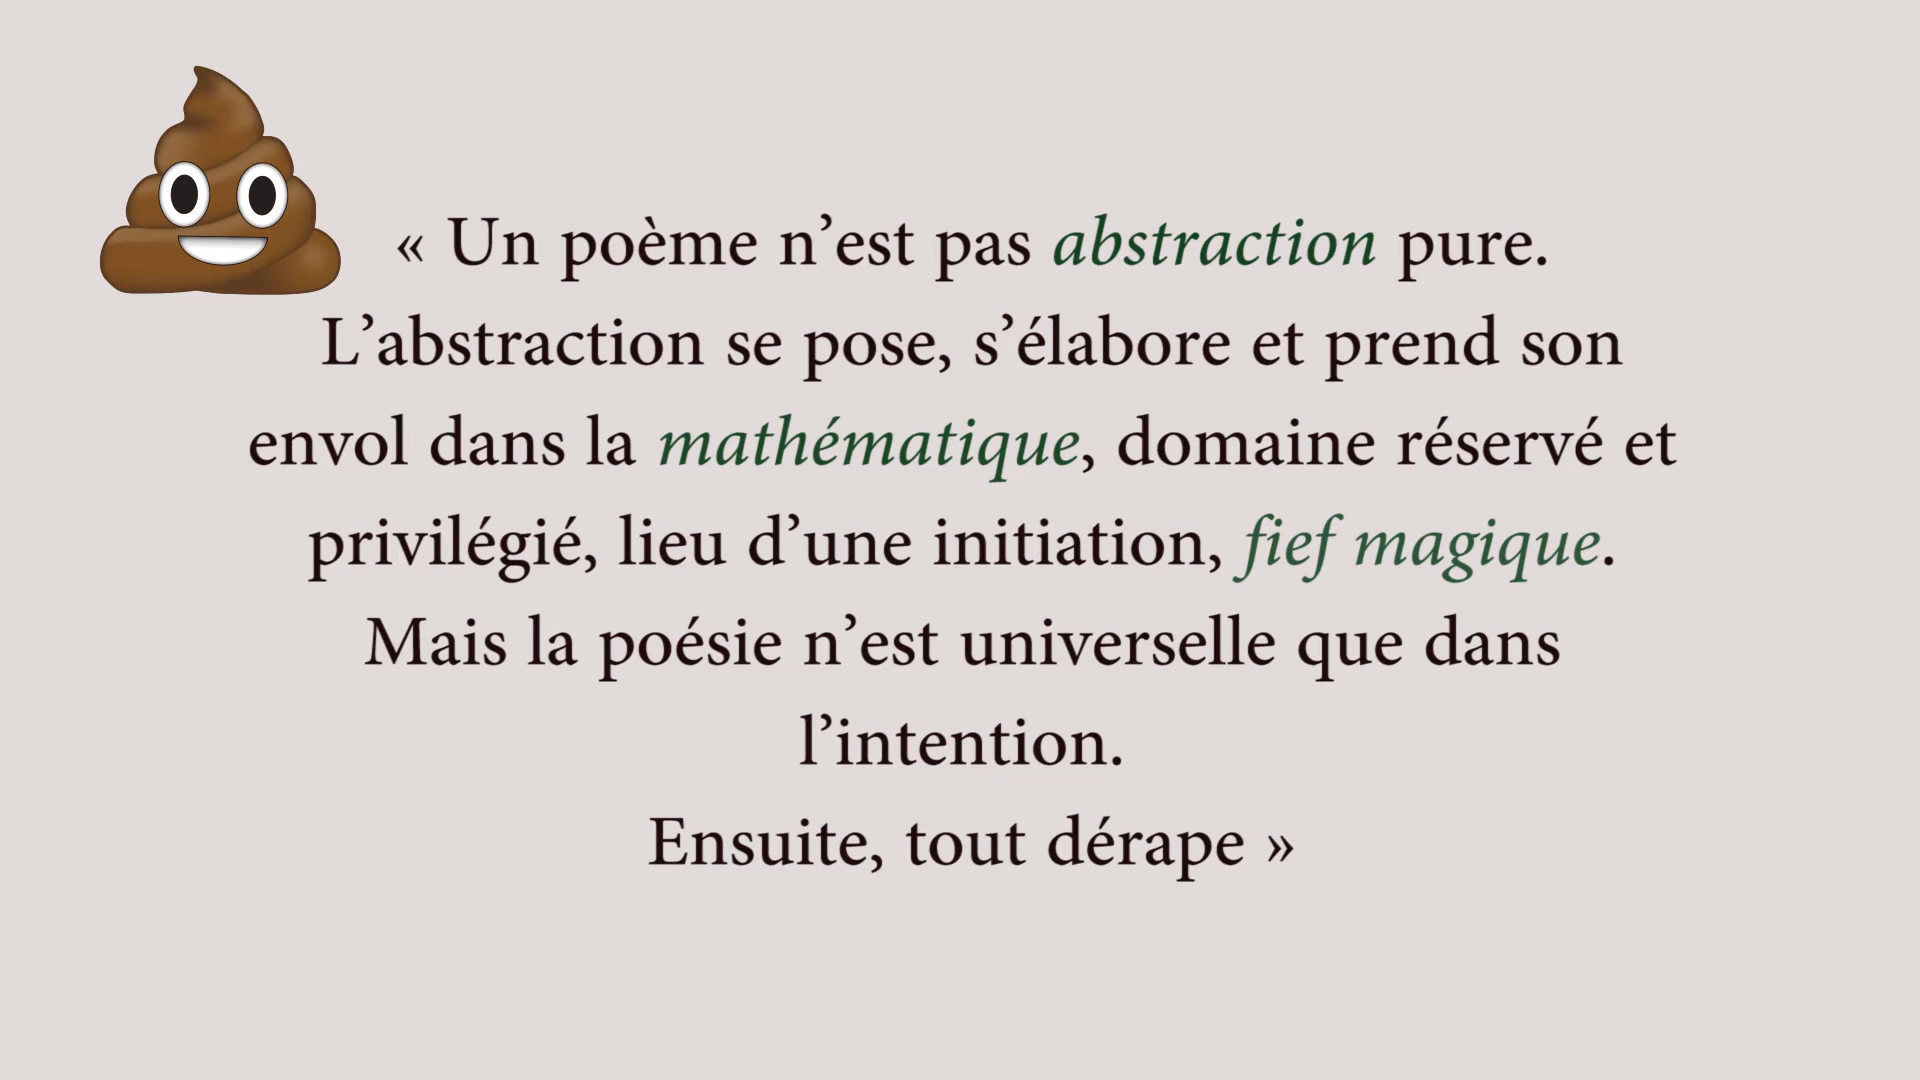 « Un poème n’est pas abstraction pure.
L’abstraction se pose, s’élabore et prend son
envol dans la mathématique, domaine réservé et
privilégié, lieu d’une initiation, fief magique.
Mais la poésie n’est universelle que dans
l’intention.
Ensuite, tout dérape »